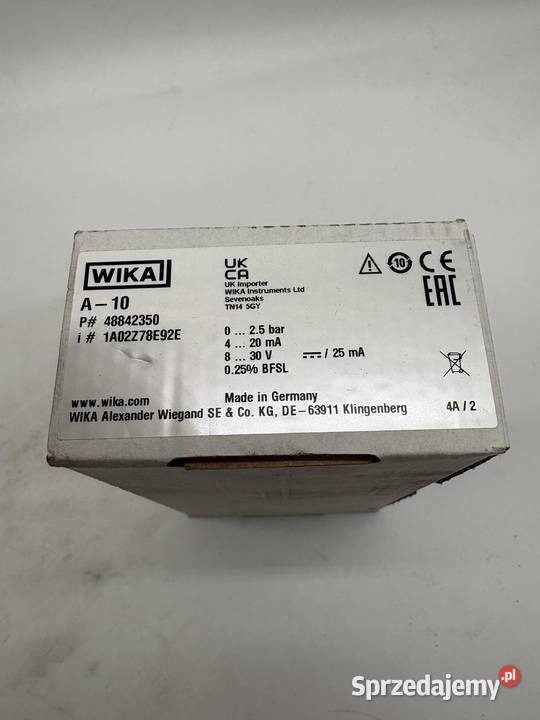 WIKA
A-10
P# 48842350
i # 1A02Z78E92E
UK
CA
UK Importer
WIKA Instruments Ltd
Sevenoaks
TN14 5GY
10
CE
EAC
0 ... 2.5 bar
4 ... 20 mA
8 ... 30 V ⎓ / 25 mA
0.25% BFSL
www.wika.com
Made in Germany
WIKA Alexander Wiegand SE & Co. KG, DE-63911 Klingenberg
4A / 2
Sprzedajemy.pl